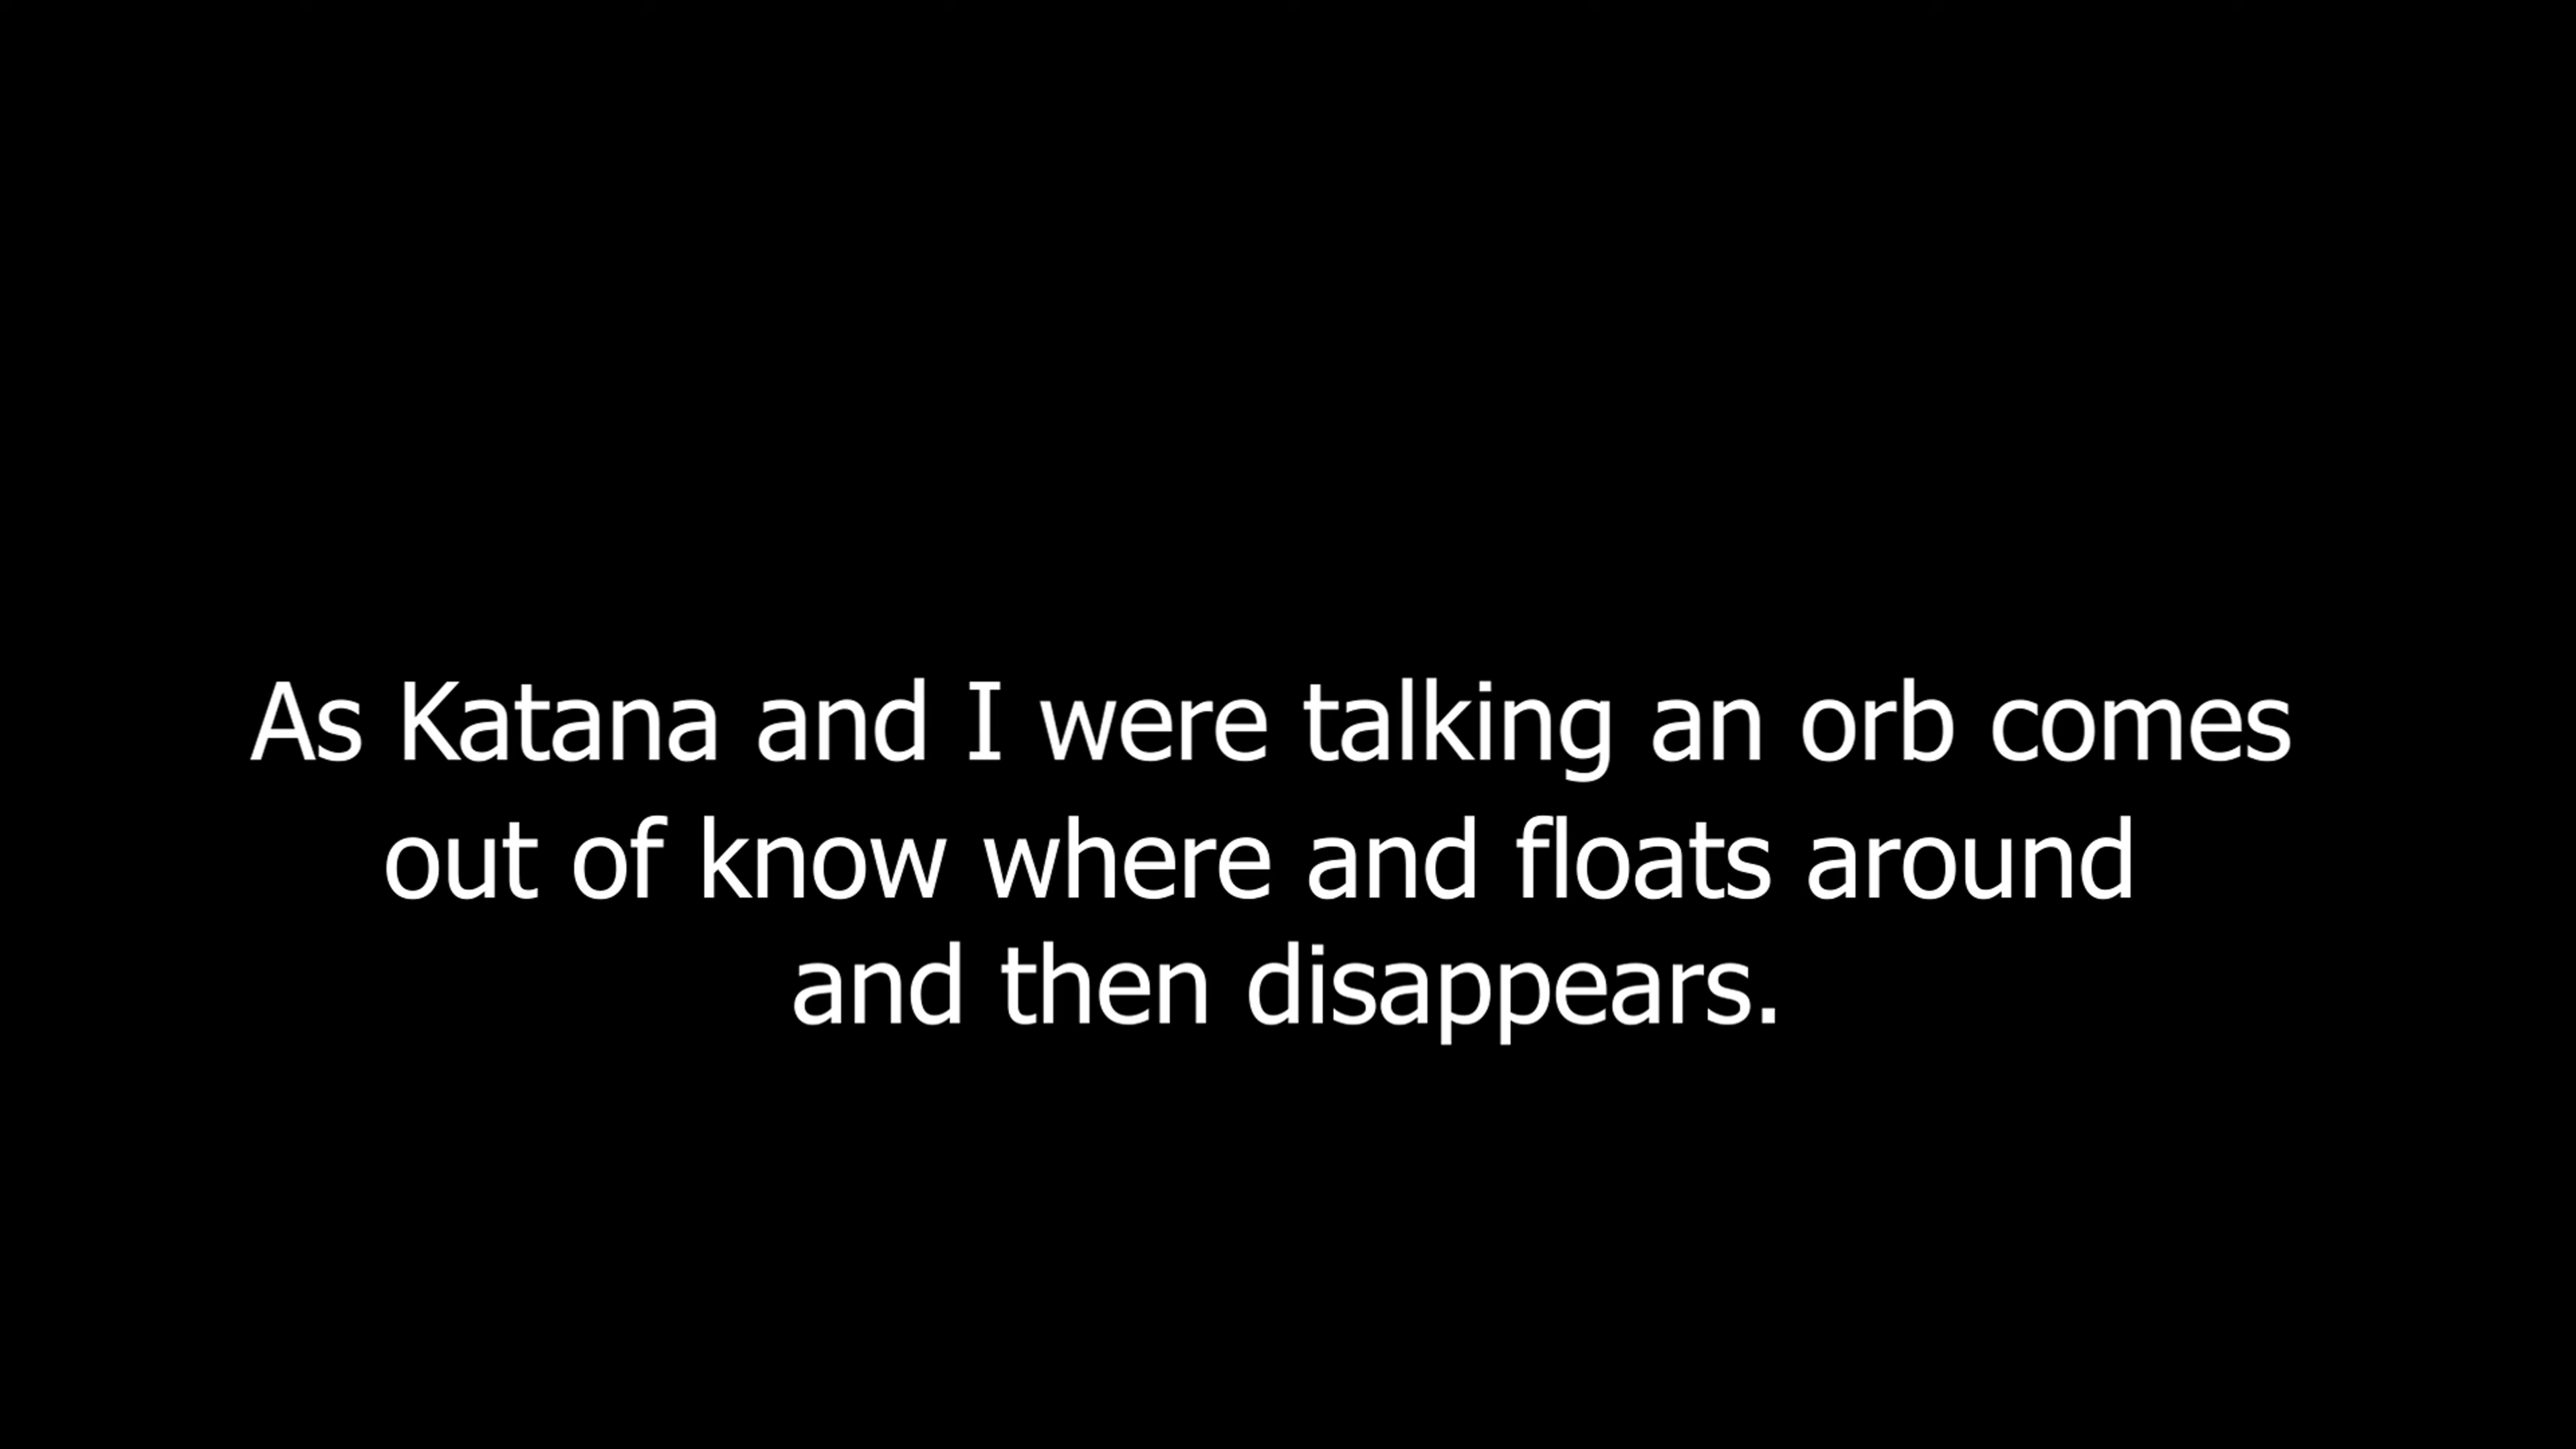 As Katana and I were talking an orb comes
out of know where and floats around
and then disappears.